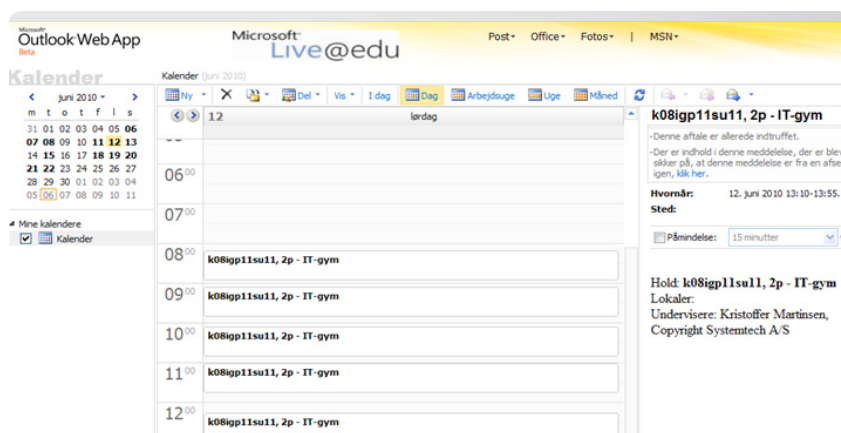 Microsoft
Outlook Web App
Beta
Microsoft
Live@edu
Post Office Fotos | MSN
Kalender
Kalender (juni 2010)
Ny Del Vis I dag Dag Arbejdsuge Uge Måned
juni 2010
m t o t f l s
31 01 02 03 04 05 06
07 08 09 10 11 12 13
14 15 16 17 18 19 20
21 22 23 24 25 26 27
28 29 30 01 02 03 04
05 06 07 08 09 10 11
Mine kalendere
Kalender
12 lørdag
06 00
07 00
08 00
k08igp11su11, 2p - IT-gym
09 00
k08igp11su11, 2p - IT-gym
10 00
k08igp11su11, 2p - IT-gym
11 00
k08igp11su11, 2p - IT-gym
12 00
k08igp11su11, 2p - IT-gym
k08igp11su11, 2p - IT-gym
-Denne aftale er allerede indtruffet.
-Der er indhold i denne meddelelse, der er blev
sikker på, at denne meddelelse er fra en afse
igen, klik her.
Hvornår: 12. juni 2010 13:10-13:55.
Sted:
Påmindelse: 15 minutter
Hold: k08igp11su11, 2p - IT-gym
Lokaler:
Undervisere: Kristoffer Martinsen,
Copyright Systemtech A/S